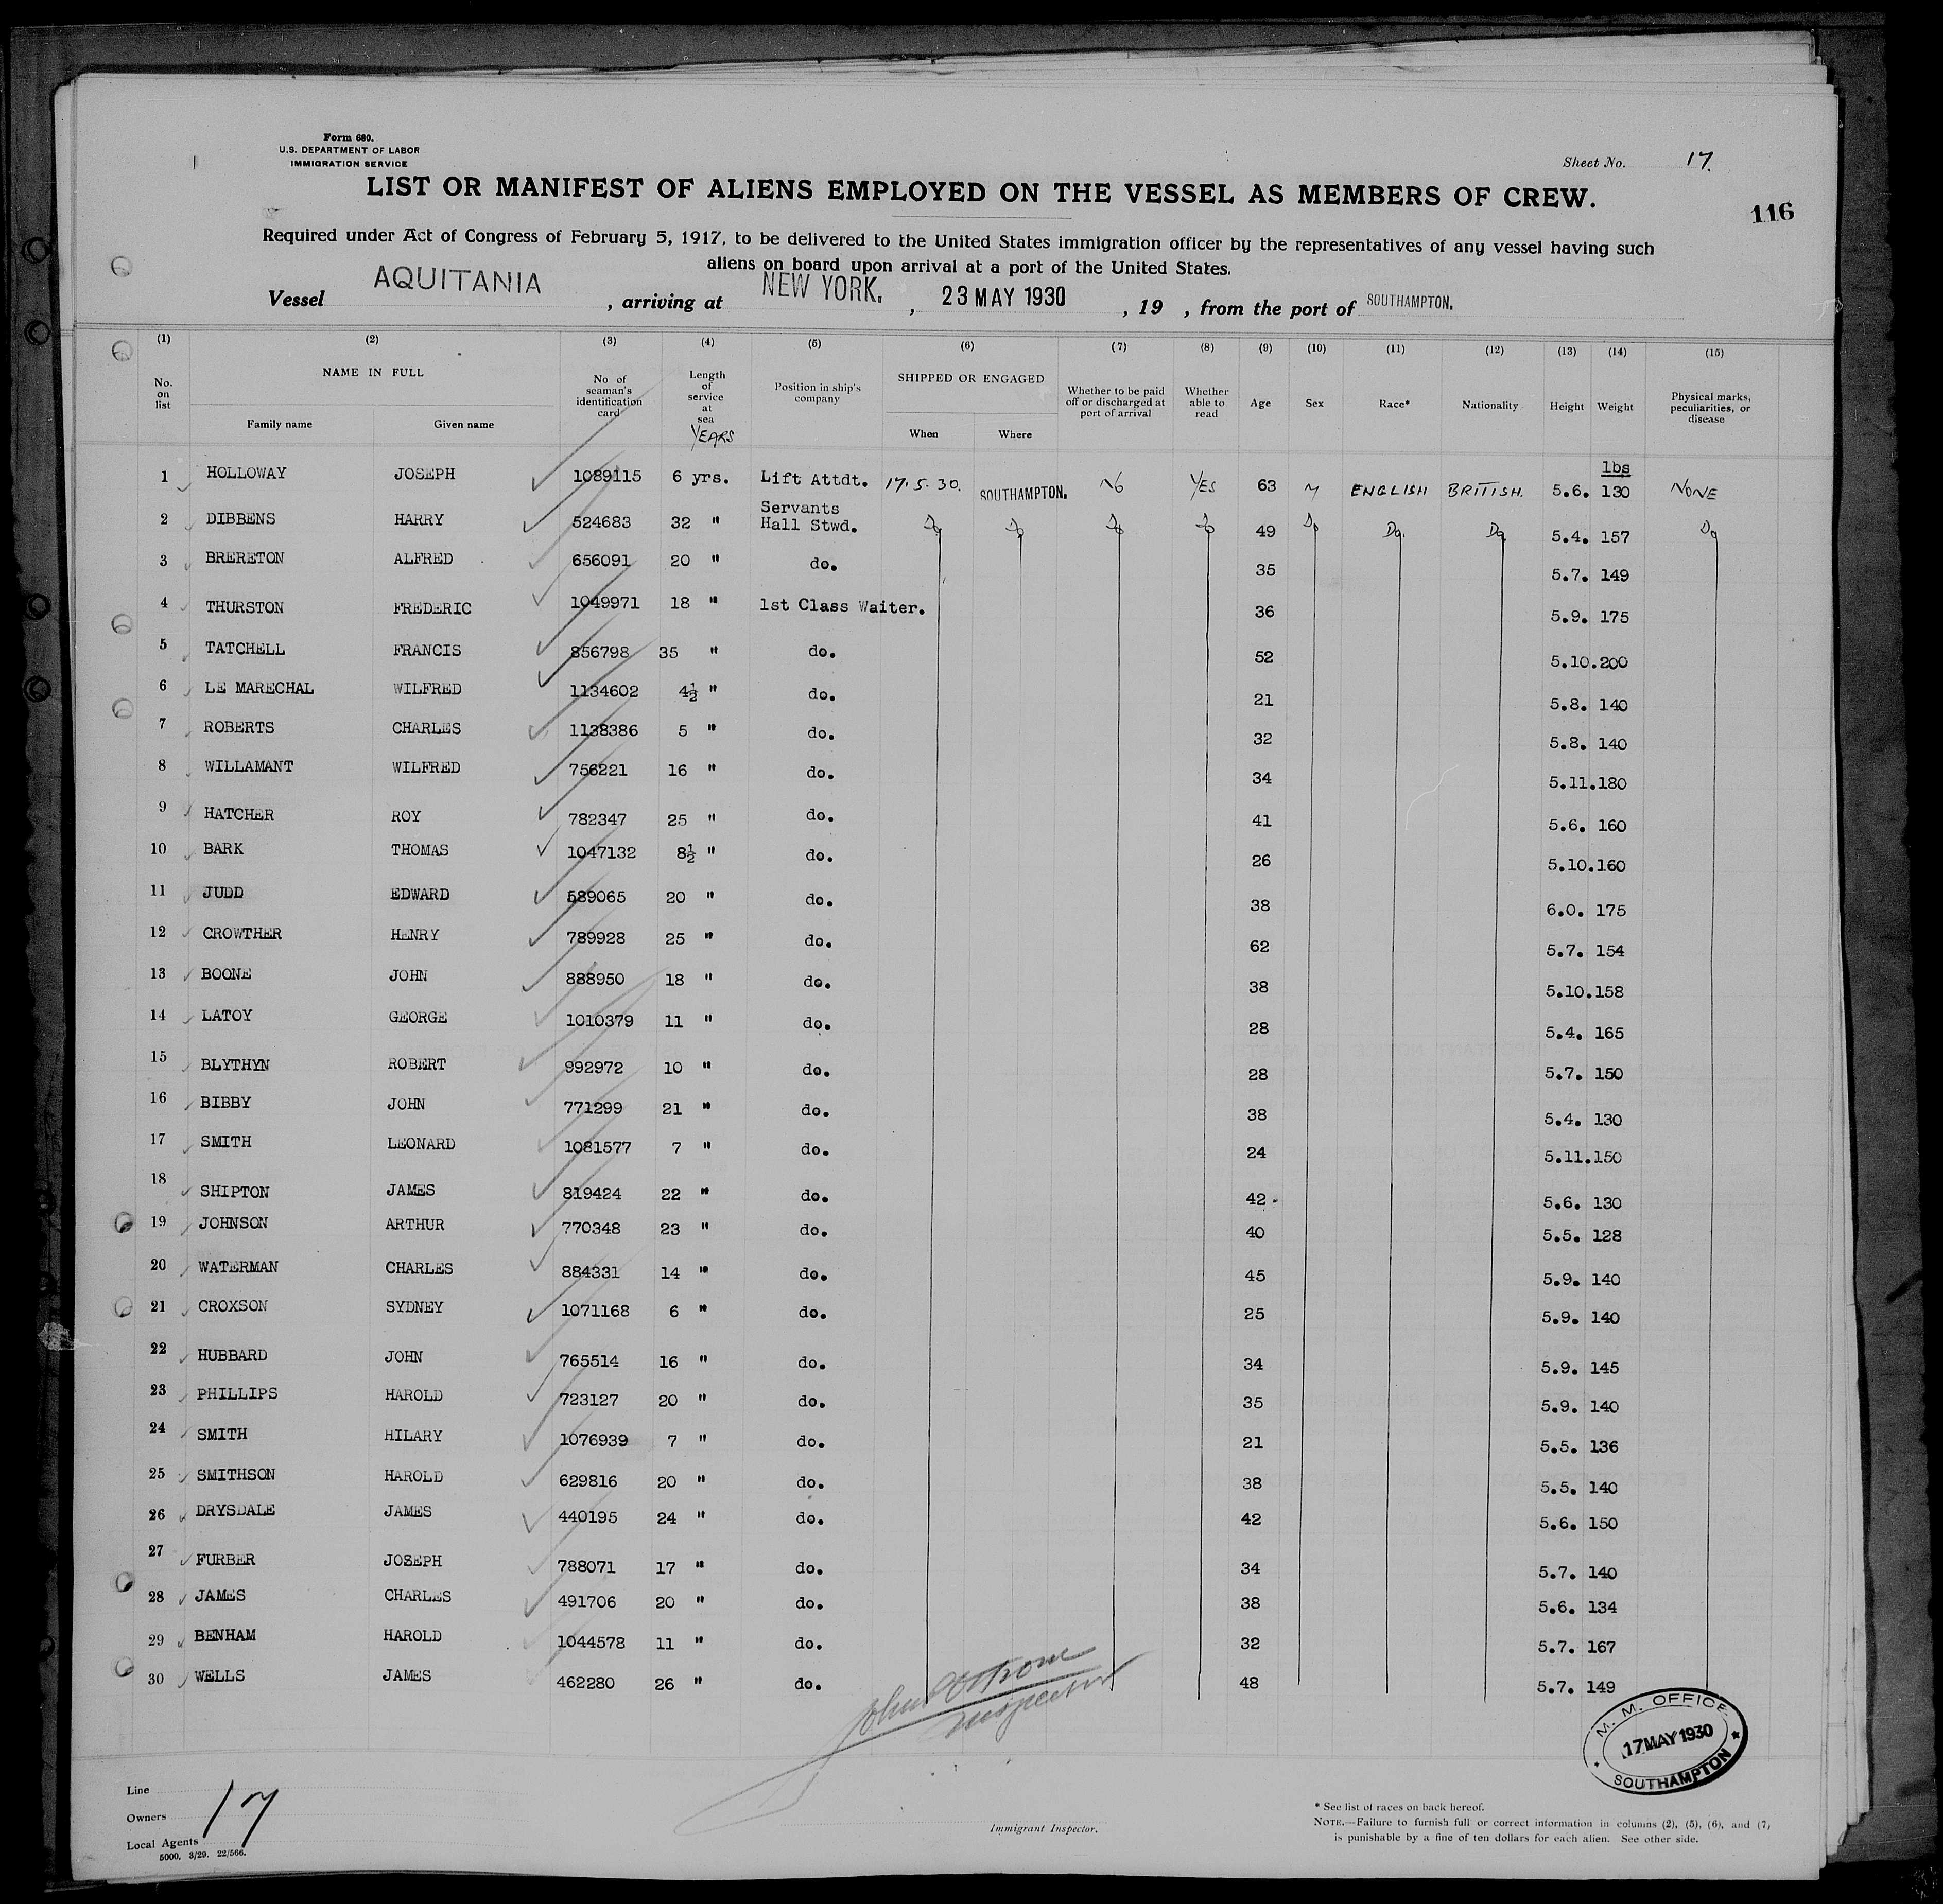 Form 680.
U.S. DEPARTMENT OF LABOR
IMMIGRATION SERVICE
Sheet No. 17.
LIST OR MANIFEST OF ALIENS EMPLOYED ON THE VESSEL AS MEMBERS OF CREW.
116
Required under Act of Congress of February 5, 1917, to be delivered to the United States immigration officer by the representatives of any vessel having such
aliens on board upon arrival at a port of the United States.
Vessel AQUITANIA, arriving at NEW YORK., 23 MAY 1930, 19 , from the port of SOUTHAMPTON.
(1) (2) (3) (4) (5) (6) (7) (8) (9) (10) (11) (12) (13) (14) (15)
No. on list NAME IN FULL Family name Given name No of seaman's identification card Length of service at sea YEARS Position in ship's company SHIPPED OR ENGAGED When Where Whether to be paid off or discharged at port of arrival Whether able to read Age Sex Race* Nationality Height Weight Physical marks, peculiarities, or disease
lbs
1 HOLLOWAY JOSEPH 1089115 6 yrs. Lift Attdt. 17.5.30. SOUTHAMPTON. No YES 63 M ENGLISH BRITISH. 5.6. 130 NONE
2 DIBBENS HARRY 524683 32 " Servants Hall Stwd. Do Do Do Do 49 Do Do. Do. 5.4. 157 Do
3 BRERETON ALFRED 656091 20 " do. 35 5.7. 149
4 THURSTON FREDERIC 1049971 18 " 1st Class Waiter. 36 5.9. 175
5 TATCHELL FRANCIS 856798 35 " do. 52 5.10. 200
6 LE MARECHAL WILFRED 1134602 4½ " do. 21 5.8. 140
7 ROBERTS CHARLES 1138386 5 " do. 32 5.8. 140
8 WILLAMANT WILFRED 756221 16 " do. 34 5.11. 180
9 HATCHER ROY 782347 25 " do. 41 5.6. 160
10 BARK THOMAS 1047132 8½ " do. 26 5.10. 160
11 JUDD EDWARD 589065 20 " do. 38 6.0. 175
12 CROWTHER HENRY 789928 25 " do. 62 5.7. 154
13 BOONE JOHN 888950 18 " do. 38 5.10. 158
14 LATOY GEORGE 1010379 11 " do. 28 5.4. 165
15 BLYTHYN ROBERT 992972 10 " do. 28 5.7. 150
16 BIBBY JOHN 771299 21 " do. 38 5.4. 130
17 SMITH LEONARD 1081577 7 " do. 24 5.11. 150
18 SHIPTON JAMES 819424 22 " do. 42 5.6. 130
19 JOHNSON ARTHUR 770348 23 " do. 40 5.5. 128
20 WATERMAN CHARLES 884331 14 " do. 45 5.9. 140
21 CROXSON SYDNEY 1071168 6 " do. 25 5.9. 140
22 HUBBARD JOHN 765514 16 " do. 34 5.9. 145
23 PHILLIPS HAROLD 723127 20 " do. 35 5.9. 140
24 SMITH HILARY 1076939 7 " do. 21 5.5. 136
25 SMITHSON HAROLD 629816 20 " do. 38 5.5. 140
26 DRYSDALE JAMES 440195 24 " do. 42 5.6. 150
27 FURBER JOSEPH 788071 17 " do. 34 5.7. 140
28 JAMES CHARLES 491706 20 " do. 38 5.6. 134
29 BENHAM HAROLD 1044578 11 " do. 32 5.7. 167
30 WELLS JAMES 462280 26 " do. 48 5.7. 149
John Inspector
M. M. OFFICE
17 MAY 1930
SOUTHAMPTON
Line
Owners 17
Local Agents
5000. 3/29. 22/566.
Immigrant Inspector.
* See list of races on back hereof.
NOTE.—Failure to furnish full or correct information in columns (2), (5), (6), and (7)
is punishable by a fine of ten dollars for each alien. See other side.